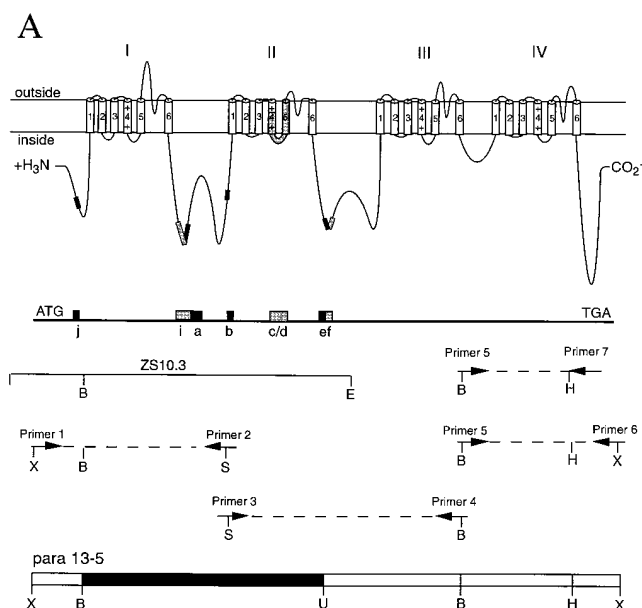 A
I II III IV
outside
1 2 3 + 4 + 5 6 1 2 3 + 4 + 5 6 1 2 3 + 4 + 5 6 1 2 3 + 4 + 5 6
inside
+H₃N
CO₂⁻
ATG TGA
j i a b c/d ef
ZS10.3
B E
Primer 5 Primer 7
B H
Primer 1 Primer 2
X B S
Primer 5 Primer 6
B H X
Primer 3 Primer 4
S B
para 13-5
X B U B H X